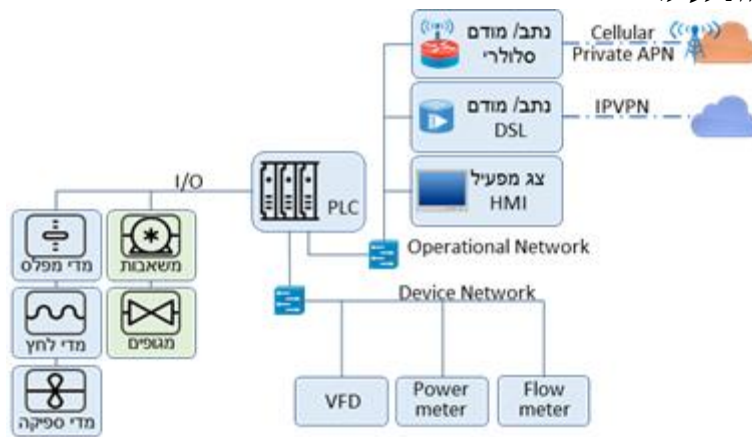 נתב/ מודם
סלולרי
Cellular
Private APN
נתב/ מודם
DSL
IPVPN
צג מפעיל
HMI
I/O
PLC
מדי מפלס
משאבות
Operational Network
Device Network
מדי לחץ
מגופים
מדי ספיקה
VFD
Power
meter
Flow
meter